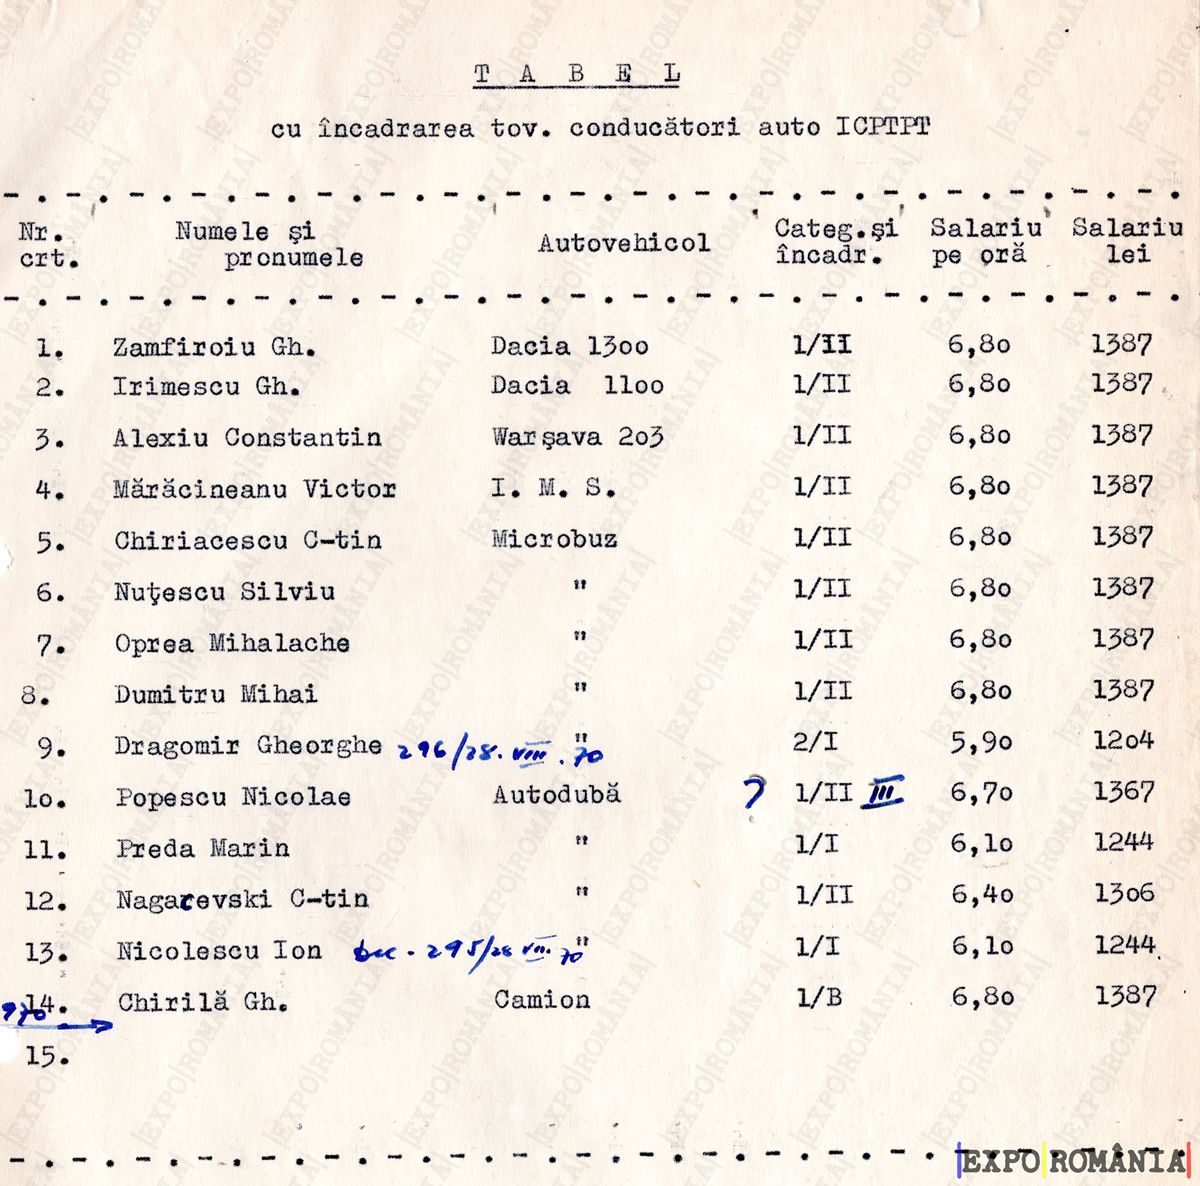 T A B E L
cu încadrarea tov. conducători auto ICPTPT
Nr. crt. Numele şi pronumele Autovehicol Categ.şi încadr. Salariu pe oră Salariu lei
1. Zamfiroiu Gh. Dacia 13oo 1/II 6,8o 1387
2. Irimescu Gh. Dacia 11oo 1/II 6,8o 1387
3. Alexiu Constantin Warşava 2o3 1/II 6,8o 1387
4. Mărăcineanu Victor I. M. S. 1/II 6,8o 1387
5. Chiriacescu C-tin Microbuz 1/II 6,8o 1387
6. Nuţescu Silviu " 1/II 6,8o 1387
7. Oprea Mihalache " 1/II 6,8o 1387
8. Dumitru Mihai " 1/II 6,8o 1387
9. Dragomir Gheorghe 296/28.VIII.70 " 2/I 5,9o 12o4
1o. Popescu Nicolae Autodubă ? 1/II III 6,7o 1367
11. Preda Marin " 1/I 6,1o 1244
12. Nagacevski C-tin " 1/II 6,4o 13o6
13. Nicolescu Ion 295/28 VII.70 " 1/I 6,1o 1244
14. Chirilă Gh. Camion 1/B 6,8o 1387
970
15.
EXPO ROMÂNIA